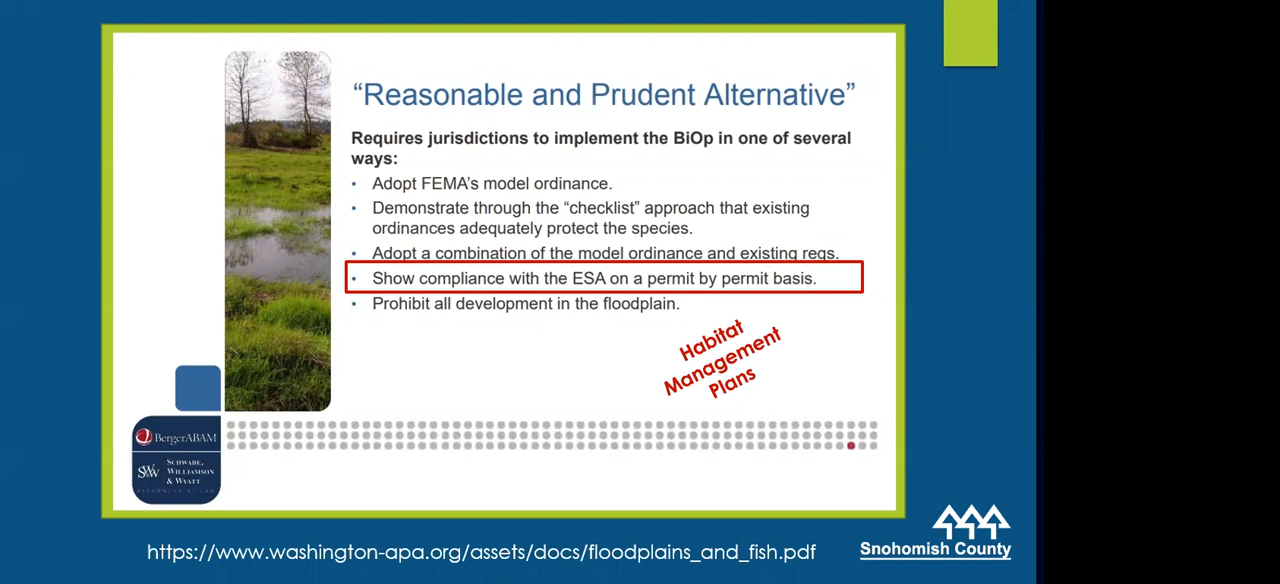 “Reasonable and Prudent Alternative”
Requires jurisdictions to implement the BiOp in one of several
ways:
• Adopt FEMA’s model ordinance.
• Demonstrate through the “checklist” approach that existing
ordinances adequately protect the species.
• Adopt a combination of the model ordinance and existing regs.
• Show compliance with the ESA on a permit by permit basis.
• Prohibit all development in the floodplain.
Habitat
Management
Plans
BergerABAM
SWW
SCHWABE,
WILLIAMSON
& WYATT
ATTORNEYS AT LAW
https://www.washington-apa.org/assets/docs/floodplains_and_fish.pdf
Snohomish County